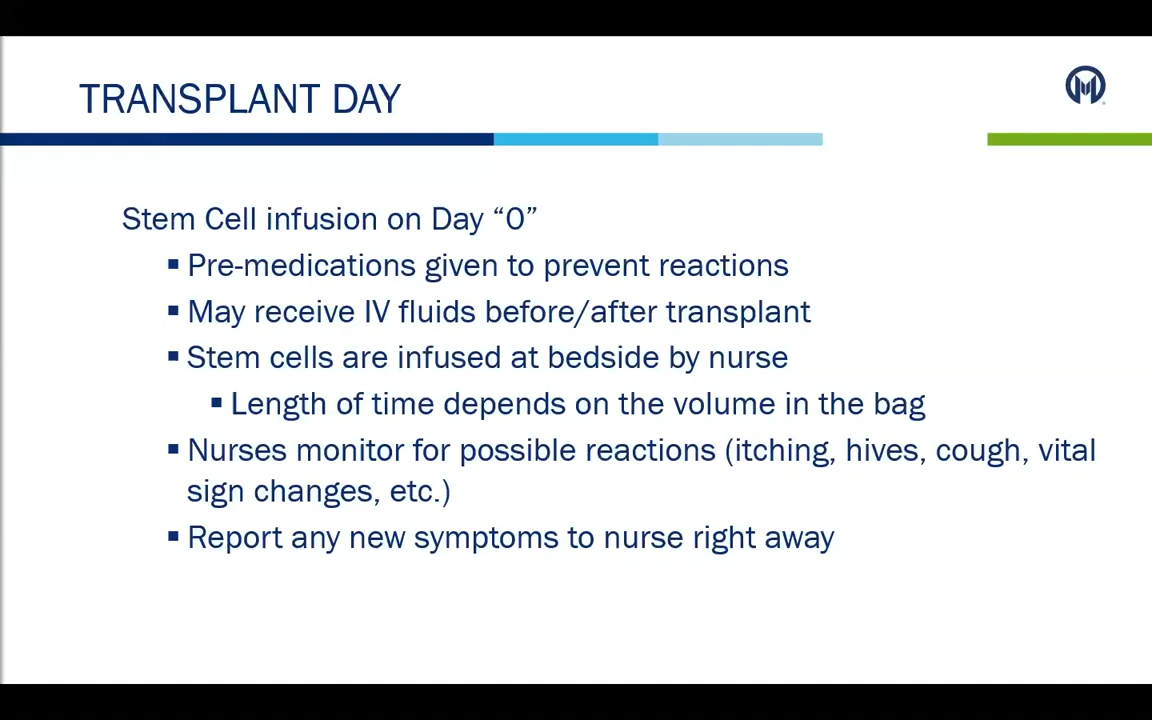 TRANSPLANT DAY
Stem Cell infusion on Day “0”
▪ Pre-medications given to prevent reactions
▪ May receive IV fluids before/after transplant
▪ Stem cells are infused at bedside by nurse
▪ Length of time depends on the volume in the bag
▪ Nurses monitor for possible reactions (itching, hives, cough, vital
sign changes, etc.)
▪ Report any new symptoms to nurse right away